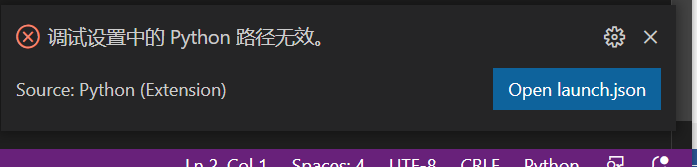 调试设置中的 Python 路径无效。
Source: Python (Extension)
Open launch.json
Ln 2, Col 1 Spaces: 4 UTF-8 CRLF Python